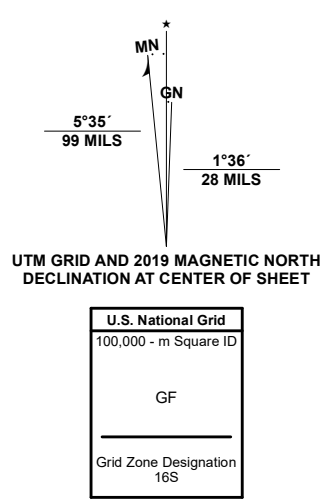 ★
MN
GN
5°35´
99 MILS
1°36´
28 MILS
UTM GRID AND 2019 MAGNETIC NORTH
DECLINATION AT CENTER OF SHEET
U.S. National Grid
100,000 - m Square ID
GF
Grid Zone Designation
16S